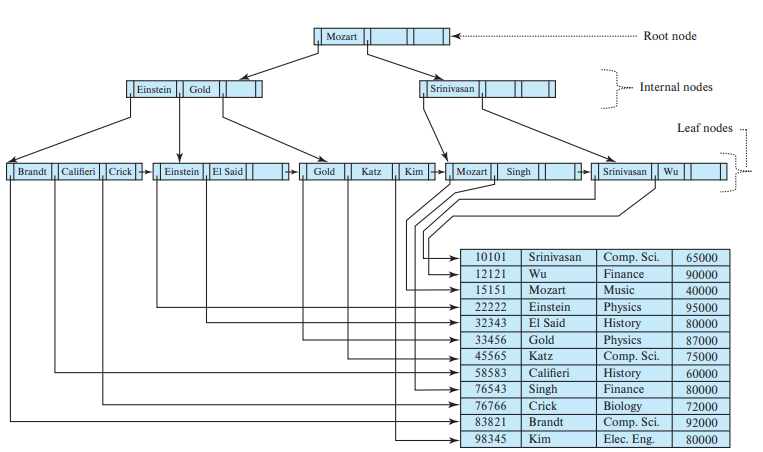 Mozart
Root node
Einstein Gold
Srinivasan
Internal nodes
Leaf nodes
Brandt Califieri Crick
Einstein El Said
Gold Katz Kim
Mozart Singh
Srinivasan Wu
10101 Srinivasan Comp. Sci. 65000
12121 Wu Finance 90000
15151 Mozart Music 40000
22222 Einstein Physics 95000
32343 El Said History 80000
33456 Gold Physics 87000
45565 Katz Comp. Sci. 75000
58583 Califieri History 60000
76543 Singh Finance 80000
76766 Crick Biology 72000
83821 Brandt Comp. Sci. 92000
98345 Kim Elec. Eng. 80000